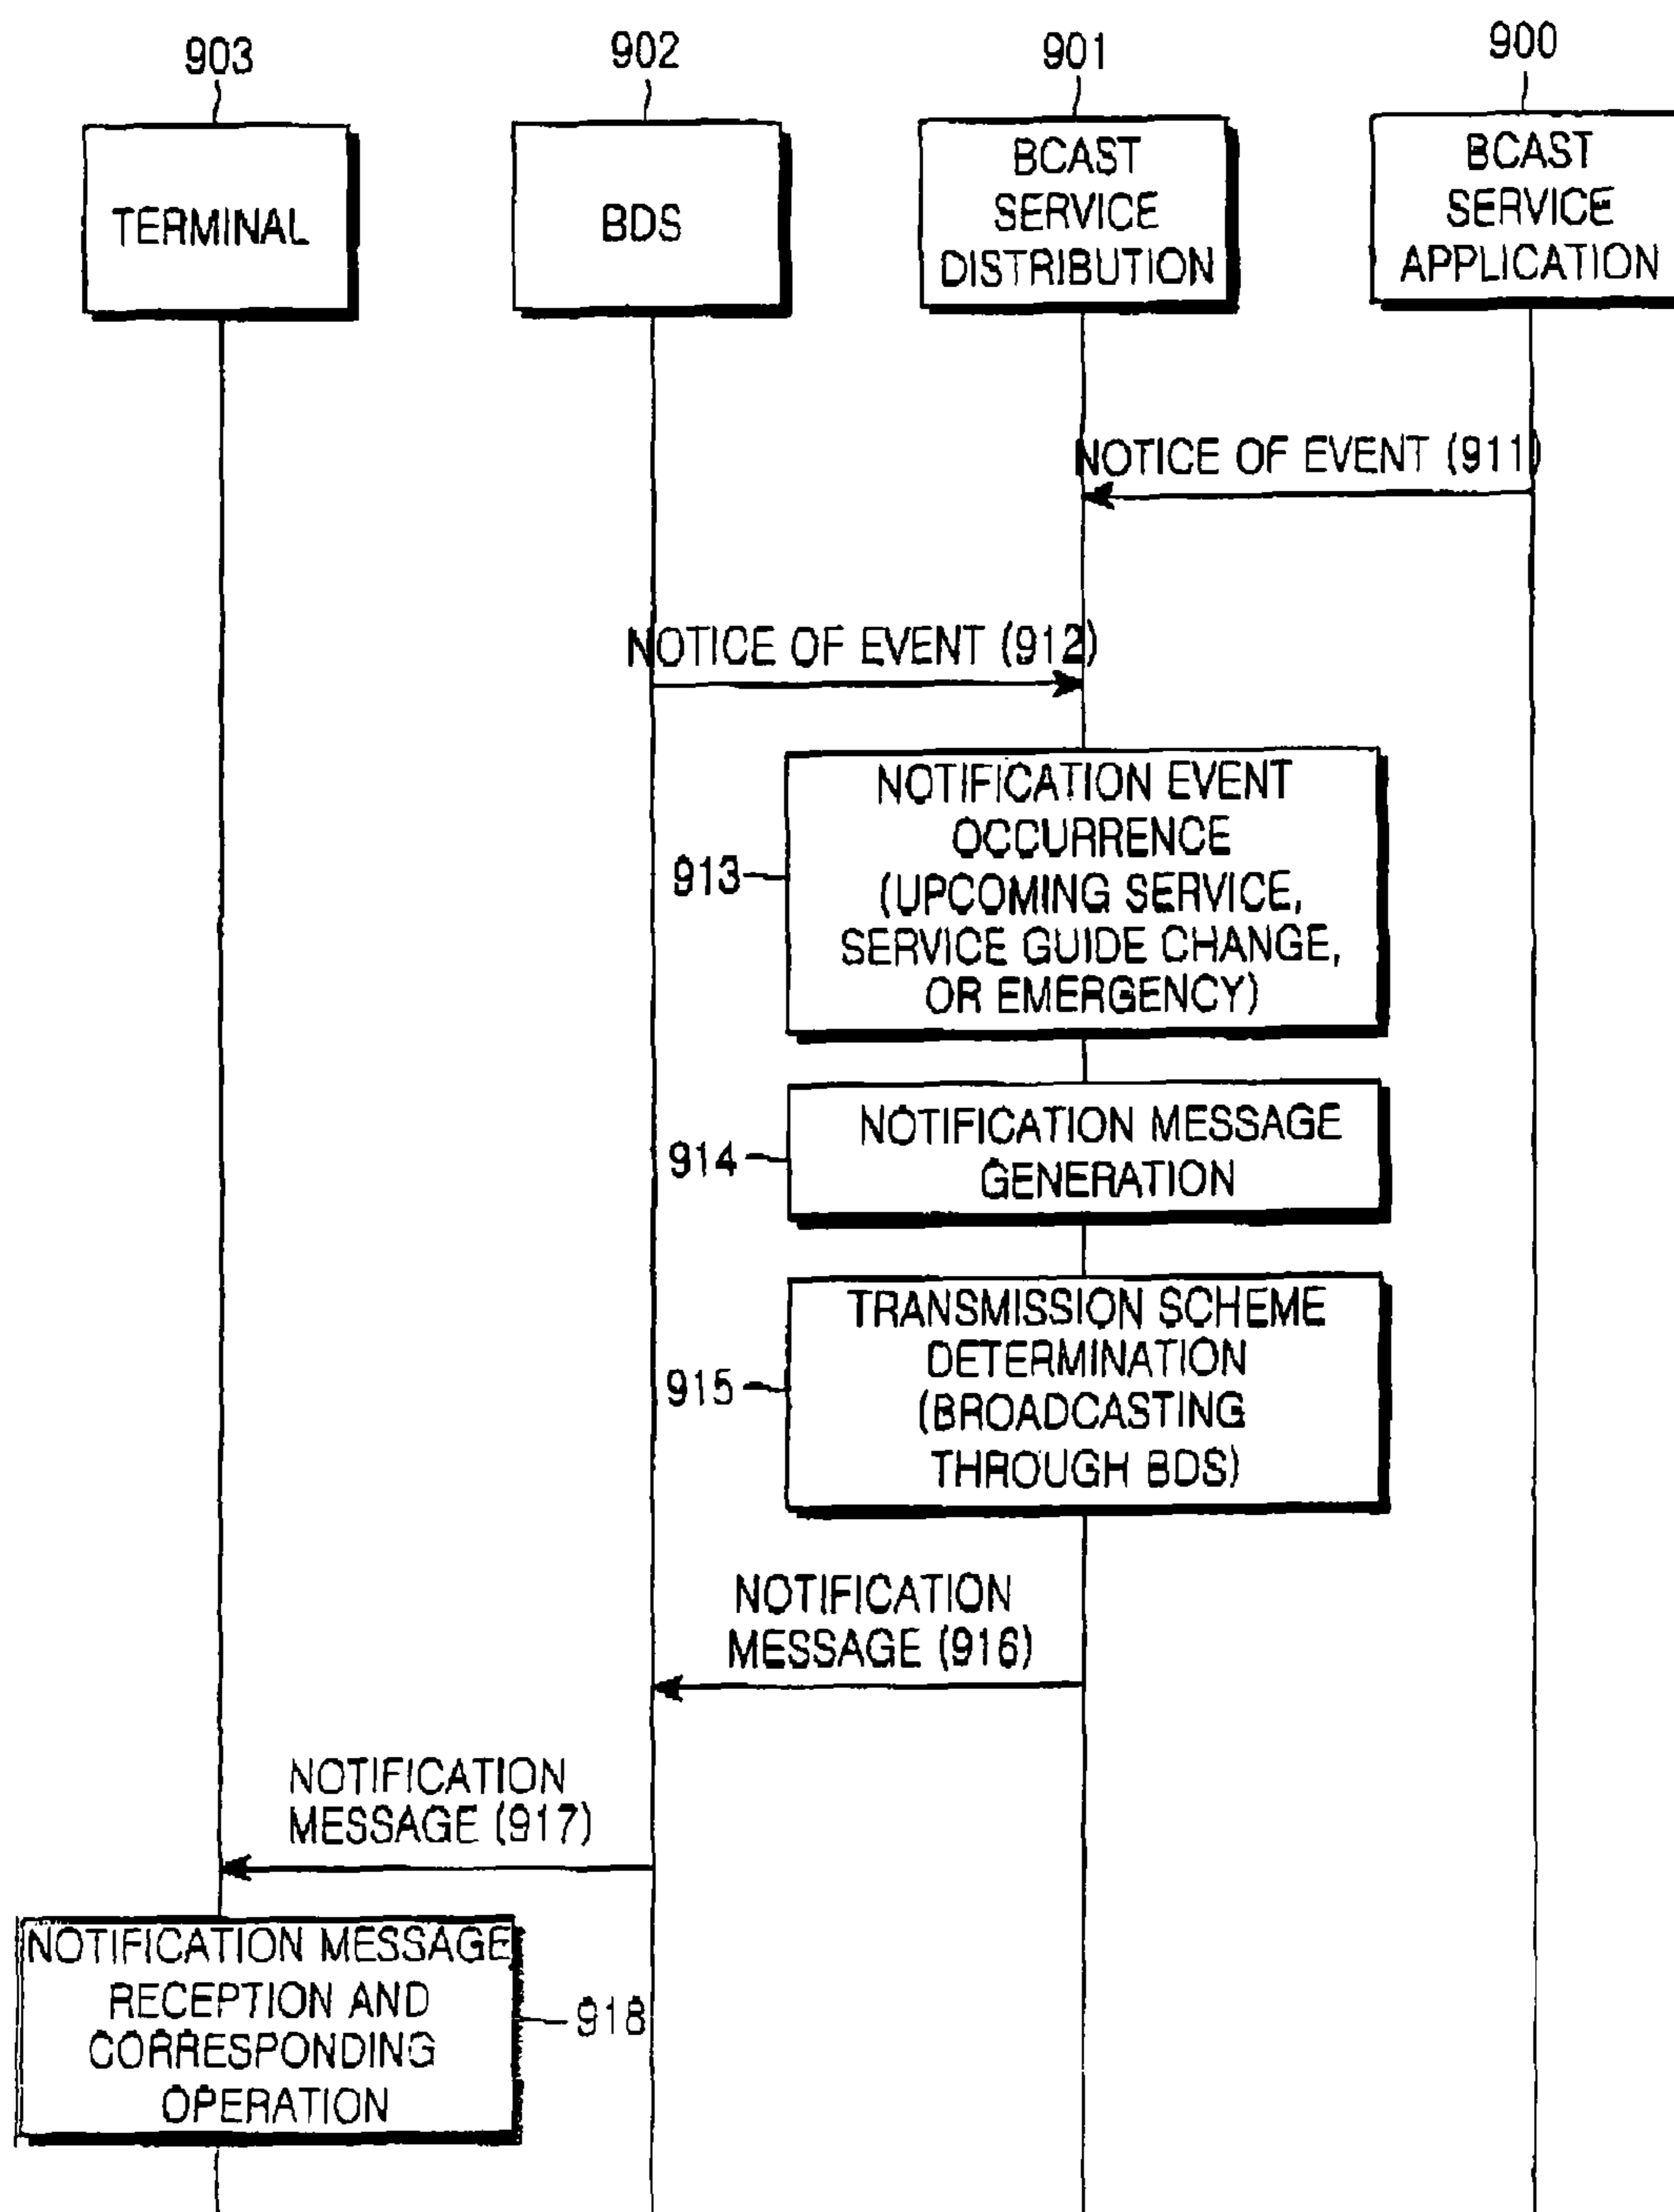 903
902
901
900
TERMINAL
BDS
BCAST
SERVICE
DISTRIBUTION
BCAST
SERVICE
APPLICATION
NOTICE OF EVENT (911)
NOTICE OF EVENT (912)
913
NOTIFICATION EVENT
OCCURRENCE
(UPCOMING SERVICE,
SERVICE GUIDE CHANGE,
OR EMERGENCY)
914
NOTIFICATION MESSAGE
GENERATION
915
TRANSMISSION SCHEME
DETERMINATION
(BROADCASTING
THROUGH BDS)
NOTIFICATION
MESSAGE (916)
NOTIFICATION
MESSAGE (917)
NOTIFICATION MESSAGE
RECEPTION AND
CORRESPONDING
OPERATION
918